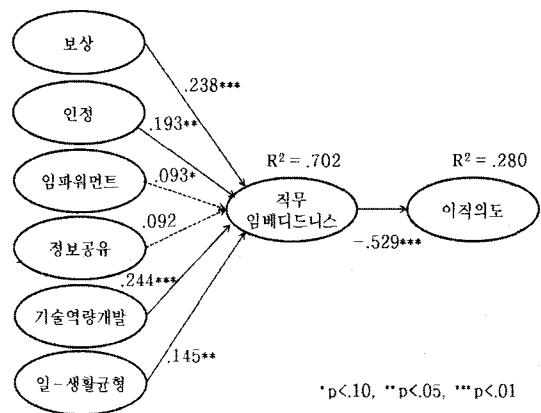 보상
.238***
인정
.193**
R² = .702
R² = .280
임파워먼트
.093*
직무
임베디드니스
이직의도
.092
정보공유
-.529***
.244***
기술역량개발
.145**
일-생활균형
*p<.10, **p<.05, ***p<.01